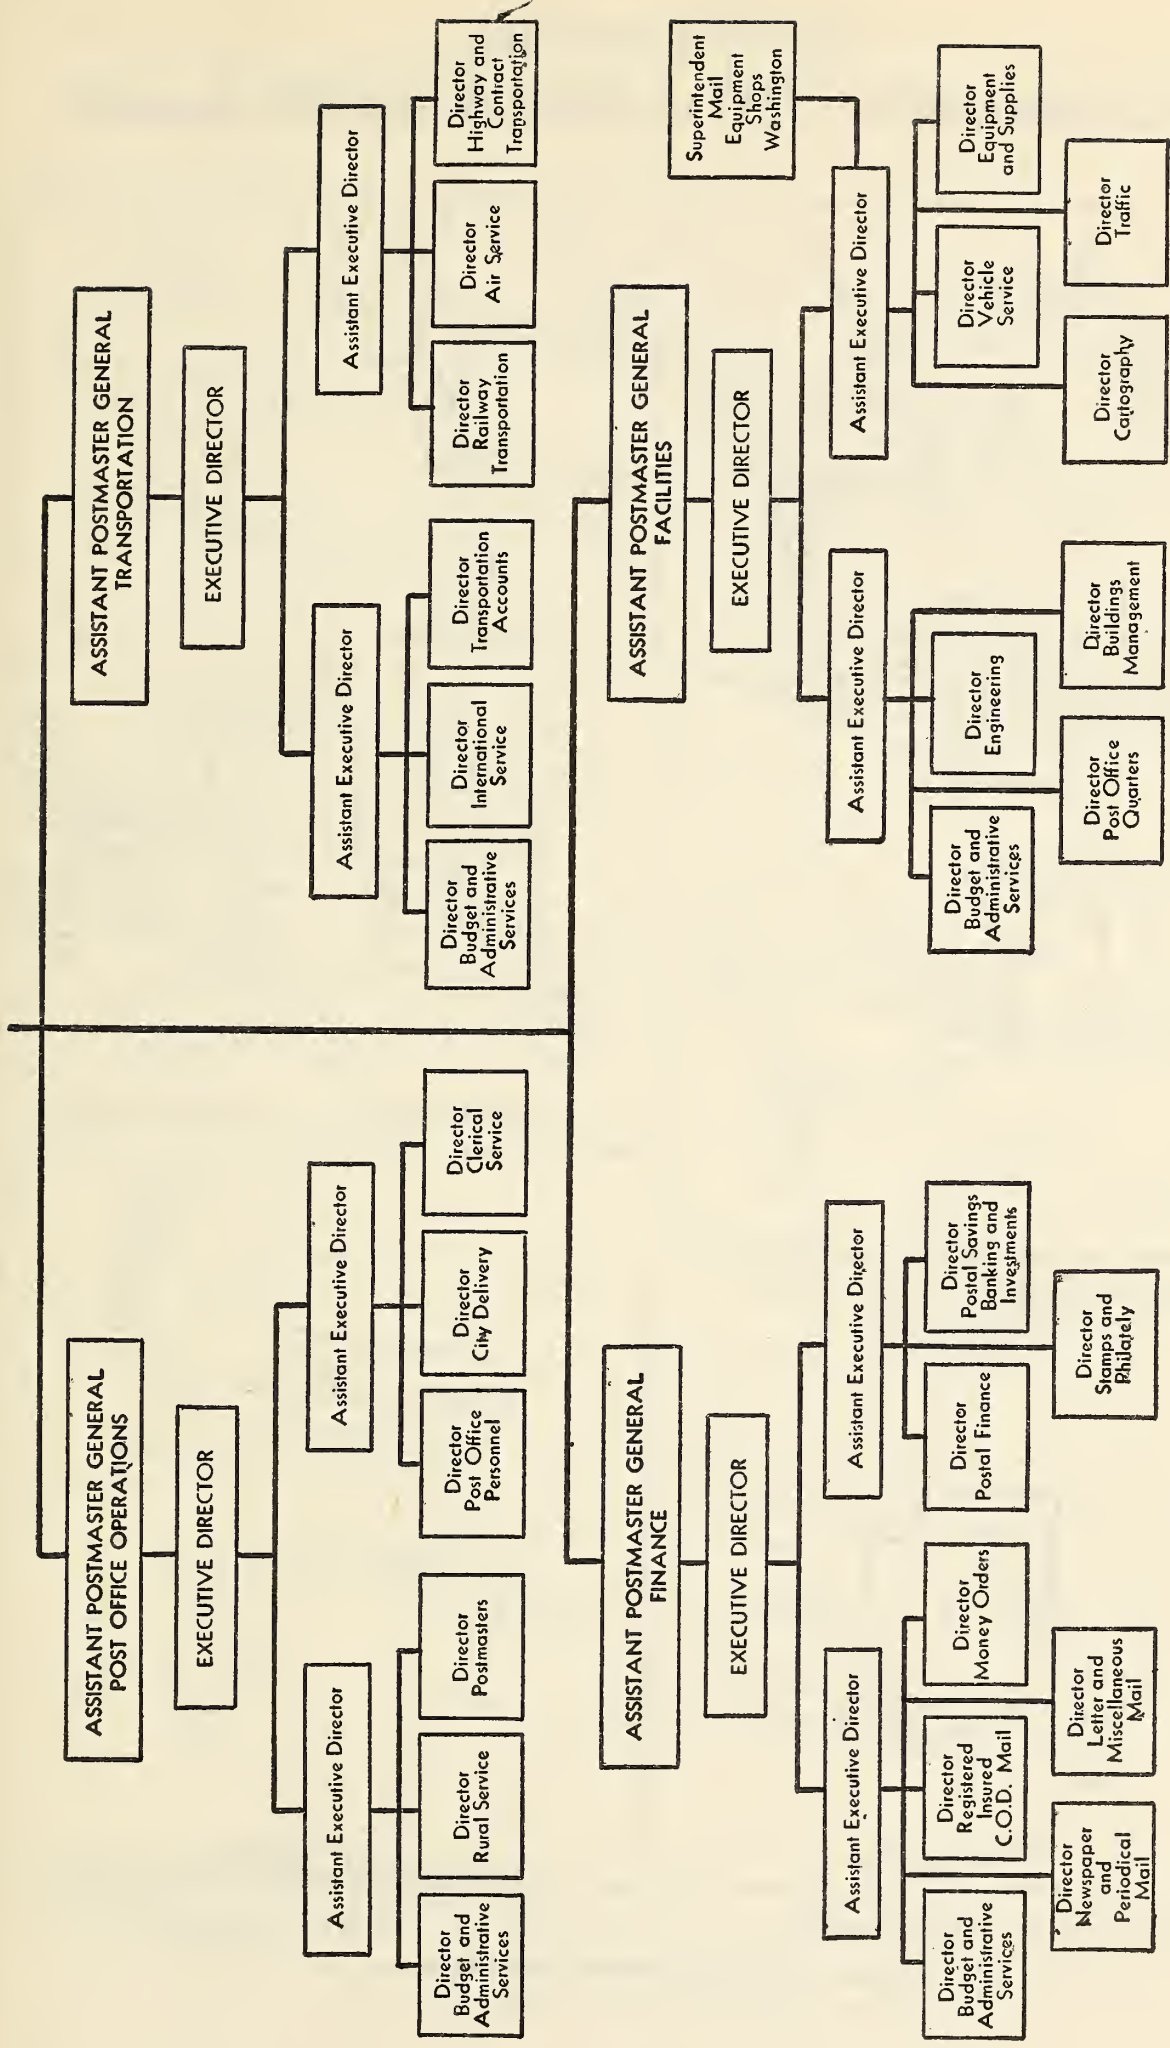 ASSISTANT POSTMASTER GENERAL
POST OFFICE OPERATIONS
EXECUTIVE DIRECTOR
Assistant Executive Director
Director
Budget and
Administrative
Services
Director
Rural Service
Director
Postmasters
Assistant Executive Director
Director
Post Office
Personnel
Director
City Delivery
Director
Clerical
Service
ASSISTANT POSTMASTER GENERAL
TRANSPORTATION
EXECUTIVE DIRECTOR
Assistant Executive Director
Director
Budget and
Administrative
Services
Director
International
Service
Director
Transportation
Accounts
Assistant Executive Director
Director
Railway
Transportation
Director
Air Service
Director
Highway and
Contract
Transportation
ASSISTANT POSTMASTER GENERAL
FINANCE
EXECUTIVE DIRECTOR
Assistant Executive Director
Director
Budget and
Administrative
Services
Director
Newspaper
and
Periodical
Mail
Director
Registered
Insured
C.O.D. Mail
Director
Letter and
Miscellaneous
Mail
Director
Money Orders
Assistant Executive Director
Director
Postal Finance
Director
Stamps and
Philately
Director
Postal Savings
Banking and
Investments
ASSISTANT POSTMASTER GENERAL
FACILITIES
EXECUTIVE DIRECTOR
Assistant Executive Director
Director
Budget and
Administrative
Services
Director
Post Office
Quarters
Director
Engineering
Director
Buildings
Management
Assistant Executive Director
Superintendent
Mail
Equipment
Shops
Washington
Director
Cartography
Director
Vehicle
Service
Director
Traffic
Director
Equipment
and Supplies